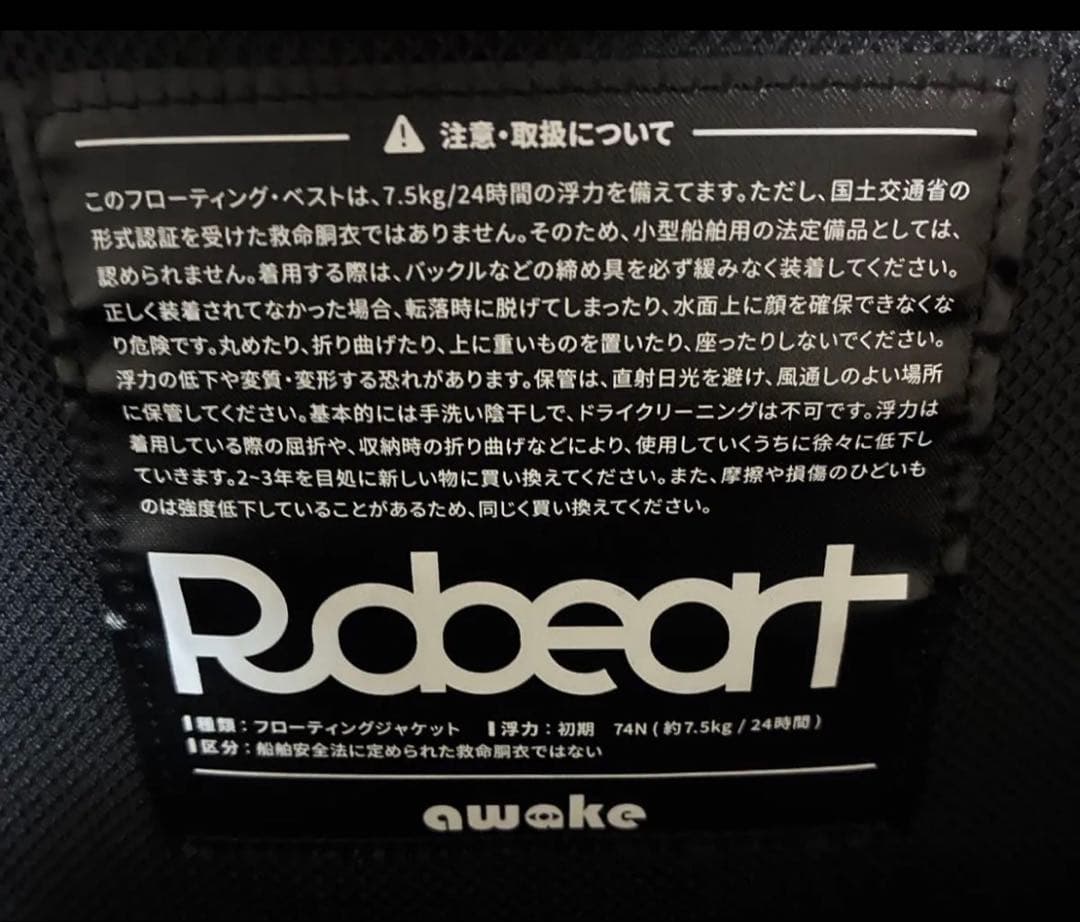 注意・取扱について
このフローティング・ベストは、7.5kg/24時間の浮力を備えてます。ただし、国土交通省の
形式認証を受けた救命胴衣ではありません。そのため、小型船舶用の法定備品としては、
認められません。着用する際は、バックルなどの締め具を必ず緩みなく装着してください。
正しく装着されてなかった場合、転落時に脱げてしまったり、水面上に顔を確保できなくな
り危険です。丸めたり、折り曲げたり、上に重いものを置いたり、座ったりしないでください。
浮力の低下や変質・変形する恐れがあります。保管は、直射日光を避け、風通しのよい場所
に保管してください。基本的には手洗い陰干しで、ドライクリーニングは不可です。浮力は
着用している際の屈折や、収納時の折り曲げなどにより、使用していくうちに徐々に低下し
ていきます。2~3年を目処に新しい物に買い換えてください。また、摩擦や損傷のひどいも
のは強度低下していることがあるため、同じく買い換えてください。
Robeart
種類：フローティングジャケット 浮力：初期 74N (約7.5kg / 24時間)
区分：船舶安全法に定められた救命胴衣ではない
awake